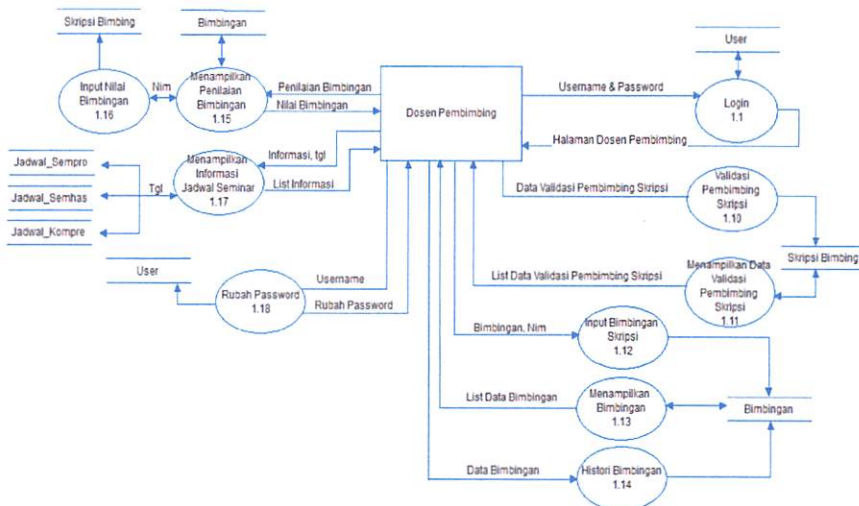 Skripsi Bimbing
Bimbingan
User
Input Nilai
Bimbingan
1.16
Nim
Menampilkan
Penilaian
Bimbingan
1.15
Penilaian Bimbingan
Nilai Bimbingan
Dosen Pembimbing
Username & Password
Login
1.1
Halaman Dosen Pembimbing
Jadwal_Sempro
Jadwal_Semhas
Jadwal_Kompre
Tgl
Menampilkan
Informasi
Jadwal Seminar
1.17
Informasi, tgl
List Informasi
Data Validasi Pembimbing Skripsi
Validasi
Pembimbing
Skripsi
1.10
Skripsi Bimbing
User
Rubah Password
1.18
Username
Rubah Password
List Data Validasi Pembimbing Skripsi
Menampilkan Data
Validasi
Pembimbing
Skripsi
1.11
Bimbingan, Nim
Input Bimbingan
Skripsi
1.12
List Data Bimbingan
Menampilkan
Bimbingan
1.13
Bimbingan
Data Bimbingan
Histori Bimbingan
1.14